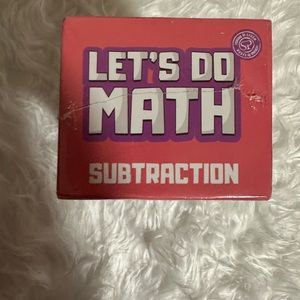 LET'S DO
MATH
SUBTRACTION